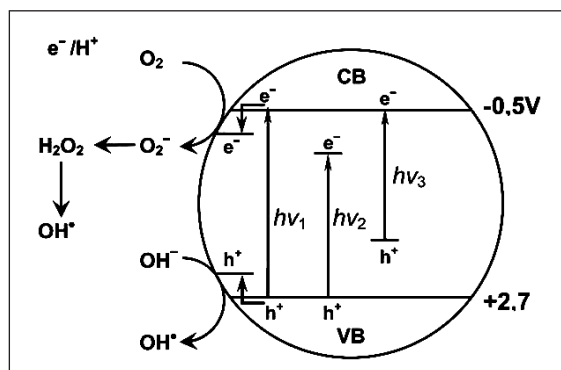 e⁻ /H⁺
O₂
CB
e⁻
e⁻
-0,5V
e⁻
e⁻
H₂O₂
O₂⁻
hν₁
hν₂
hν₃
OH•
OH⁻
h⁺
h⁺
h⁺
h⁺
+2,7
OH•
VB